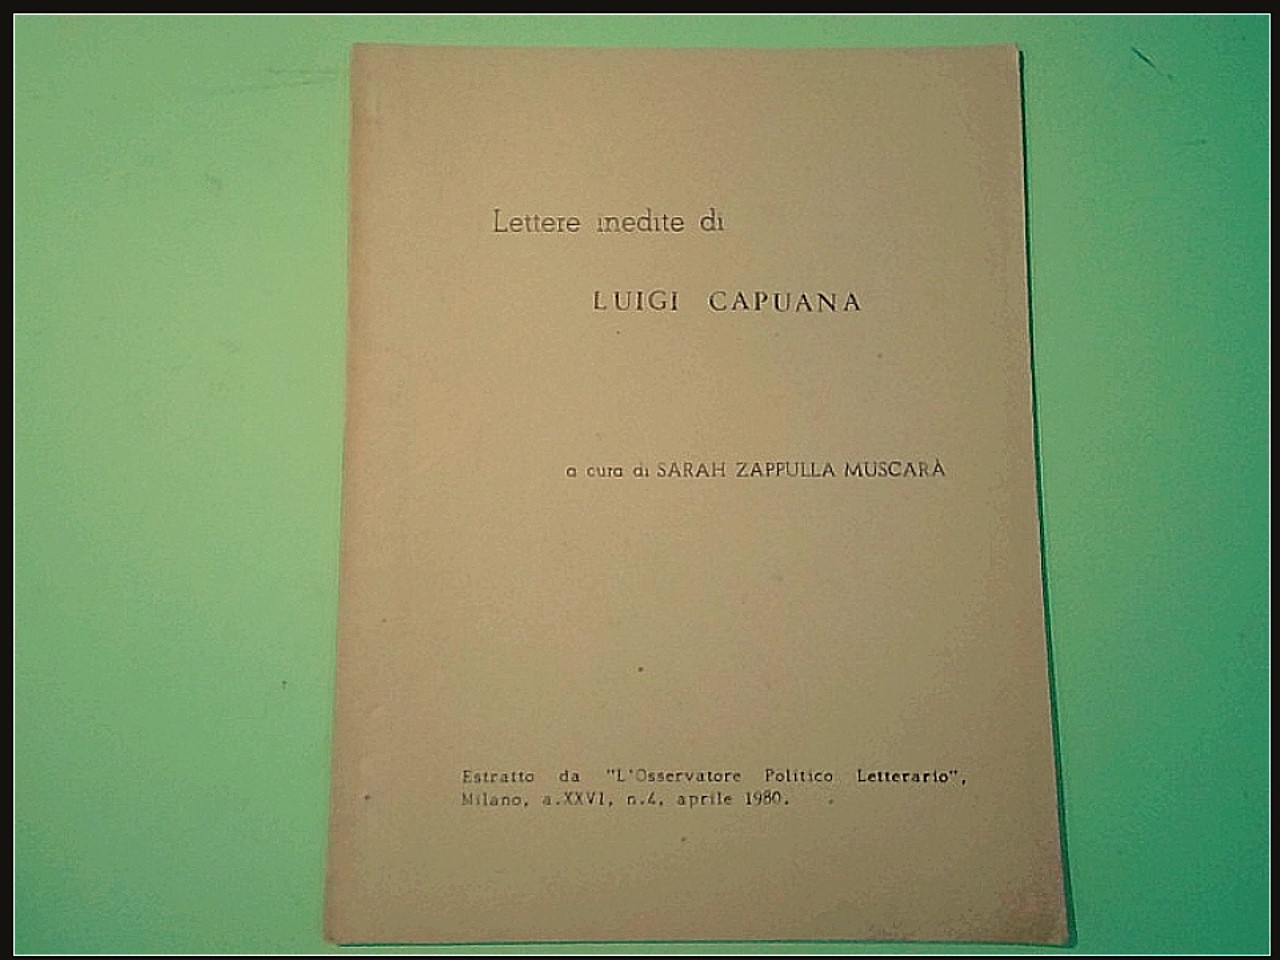 Lettere inedite di
LUIGI CAPUANA
a cura di SARAH ZAPPULLA MUSCARÀ
Estratto da "L'Osservatore Politico Letterario",
Milano, a.XXVI, n.4, aprile 1980.